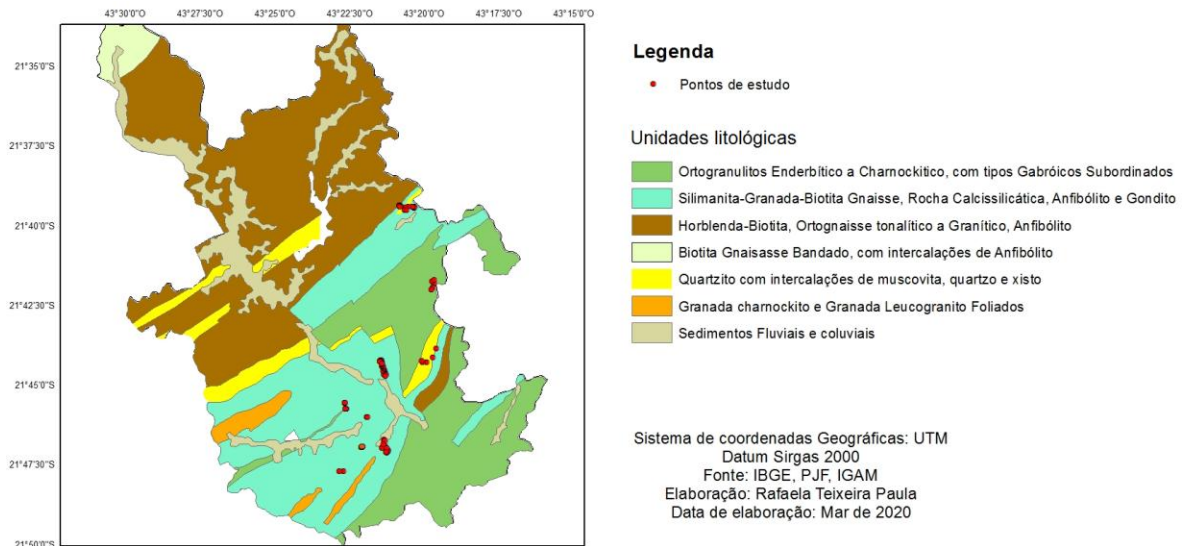 43°30'0"S 43°27'30"S 43°25'0"S 43°22'30"S 43°20'0"S 43°17'30"S 43°15'0"S
21°35'0"S
21°37'30"S
21°40'0"S
21°42'30"S
21°45'0"S
21°47'30"S
21°50'0"S
Legenda
Pontos de estudo
Unidades litológicas
Ortogranulitos Enderbítico a Charnockitico, com tipos Gabróicos Subordinados
Silimanita-Granada-Biotita Gnaisse, Rocha Calcissilicática, Anfibólito e Gondito
Horblenda-Biotita, Ortognaisse tonalítico a Granítico, Anfibólito
Biotita Gnaisasse Bandado, com intercalações de Anfibólito
Quartzito com intercalações de muscovita, quartzo e xisto
Granada charnockito e Granada Leucogranito Foliados
Sedimentos Fluviais e coluviais
Sistema de coordenadas Geográficas: UTM
Datum Sirgas 2000
Fonte: IBGE, PJF, IGAM
Elaboração: Rafaela Teixeira Paula
Data de elaboração: Mar de 2020